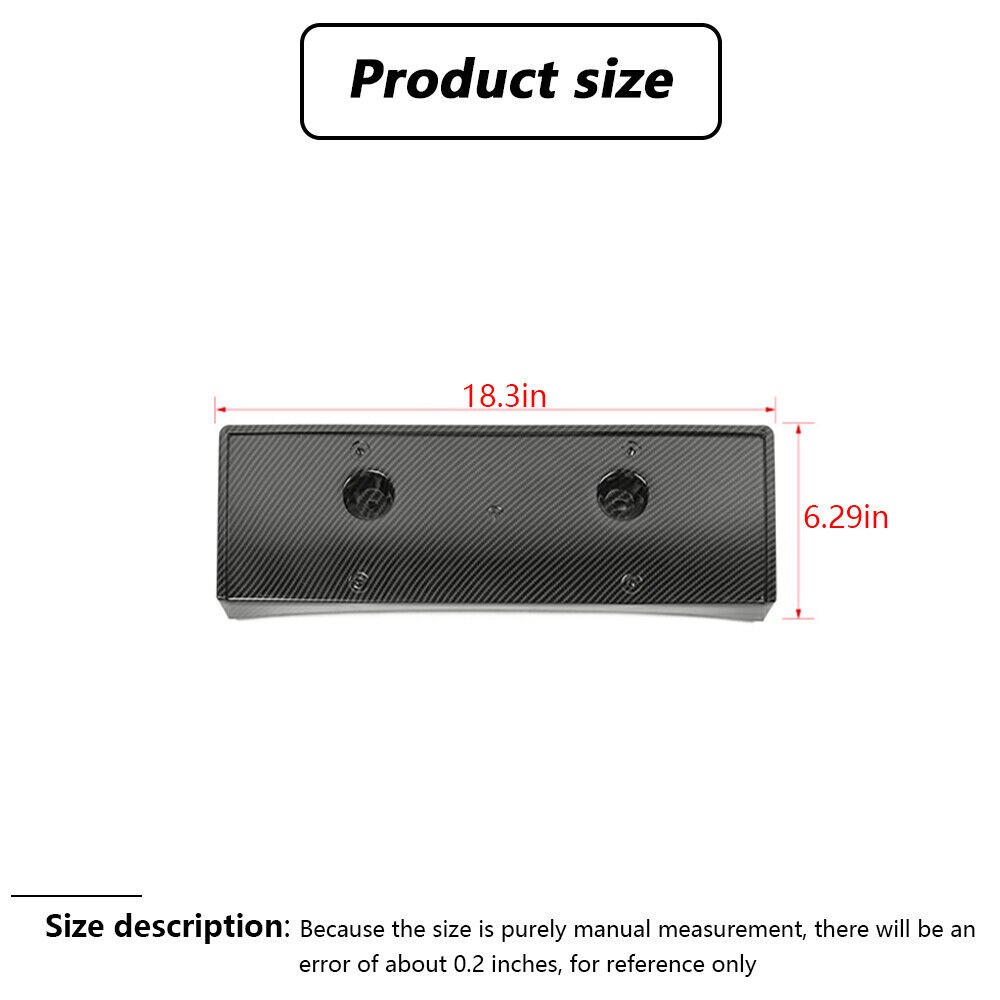 Product size
18.3in
6.29in
Size description: Because the size is purely manual measurement, there will be an
error of about 0.2 inches, for reference only